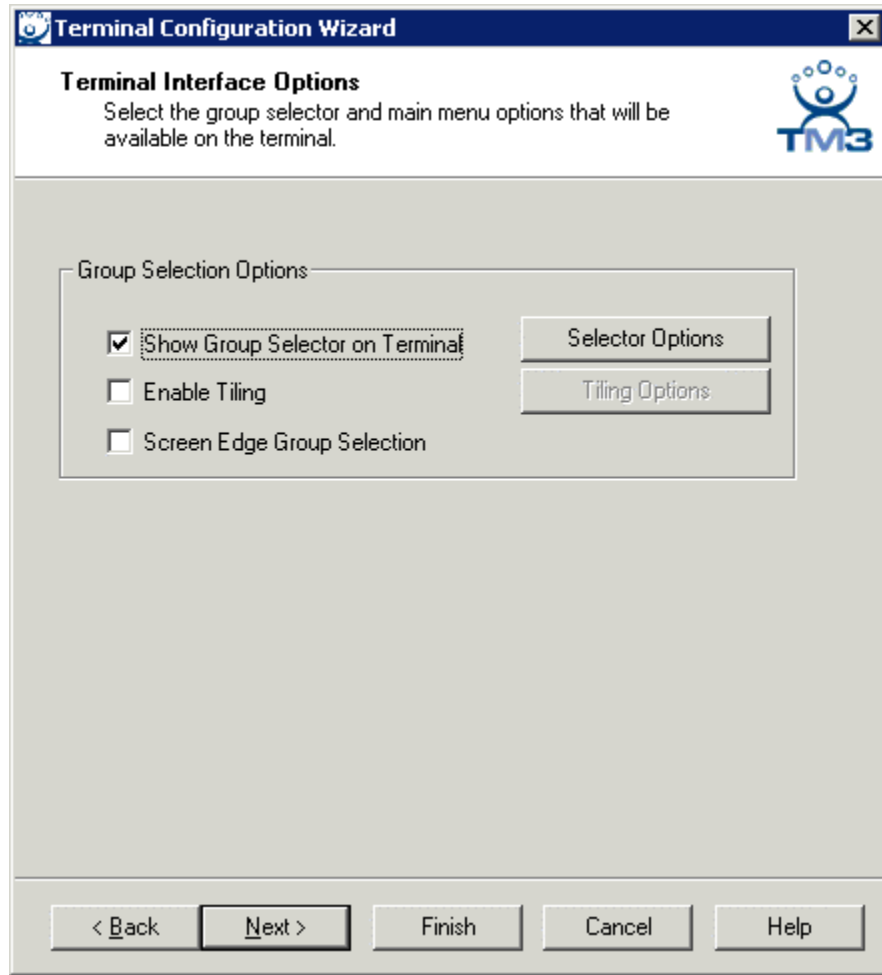 Terminal Configuration Wizard
Terminal Interface Options
Select the group selector and main menu options that will be
available on the terminal.
TM3
Group Selection Options
Show Group Selector on Terminal
Selector Options
Enable Tiling
Tiling Options
Screen Edge Group Selection
< Back
Next >
Finish
Cancel
Help